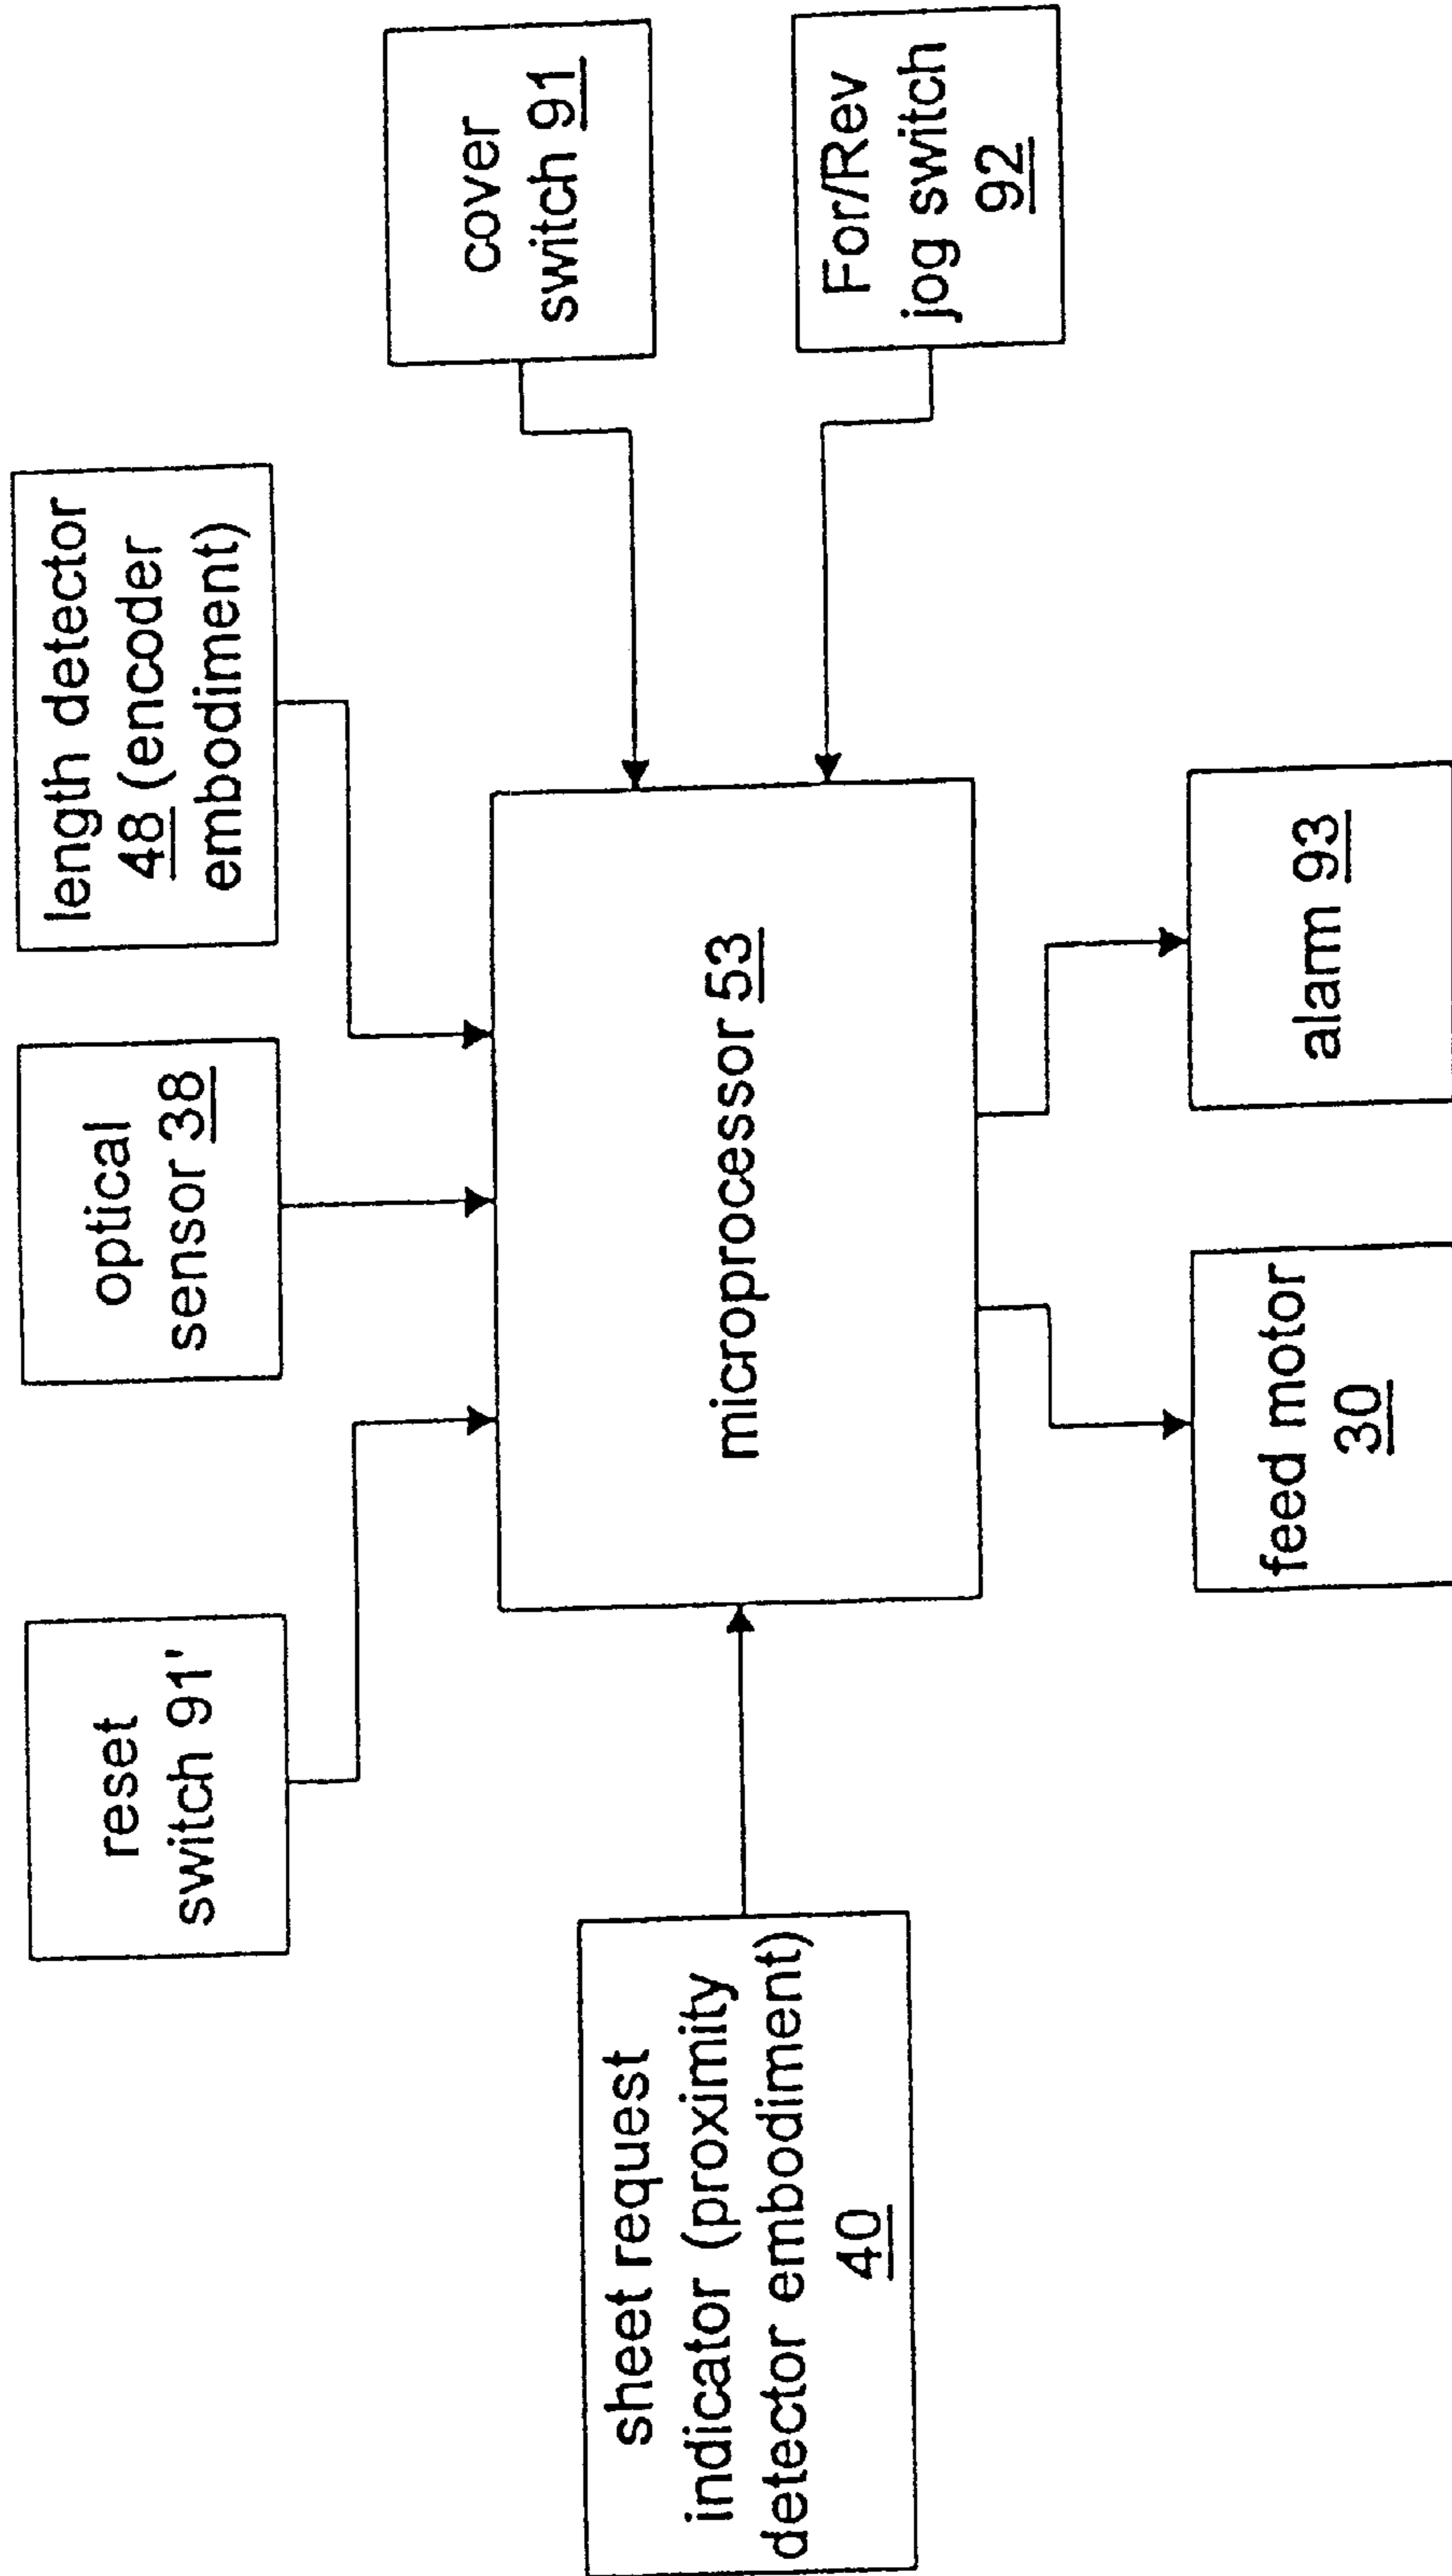 reset
switch 91'
optical
sensor 38
length detector
48 (encoder
embodiment)
sheet request
indicator (proximity
detector embodiment)
40
microprocessor 53
cover
switch 91
For/Rev
jog switch
92
feed motor
30
alarm 93